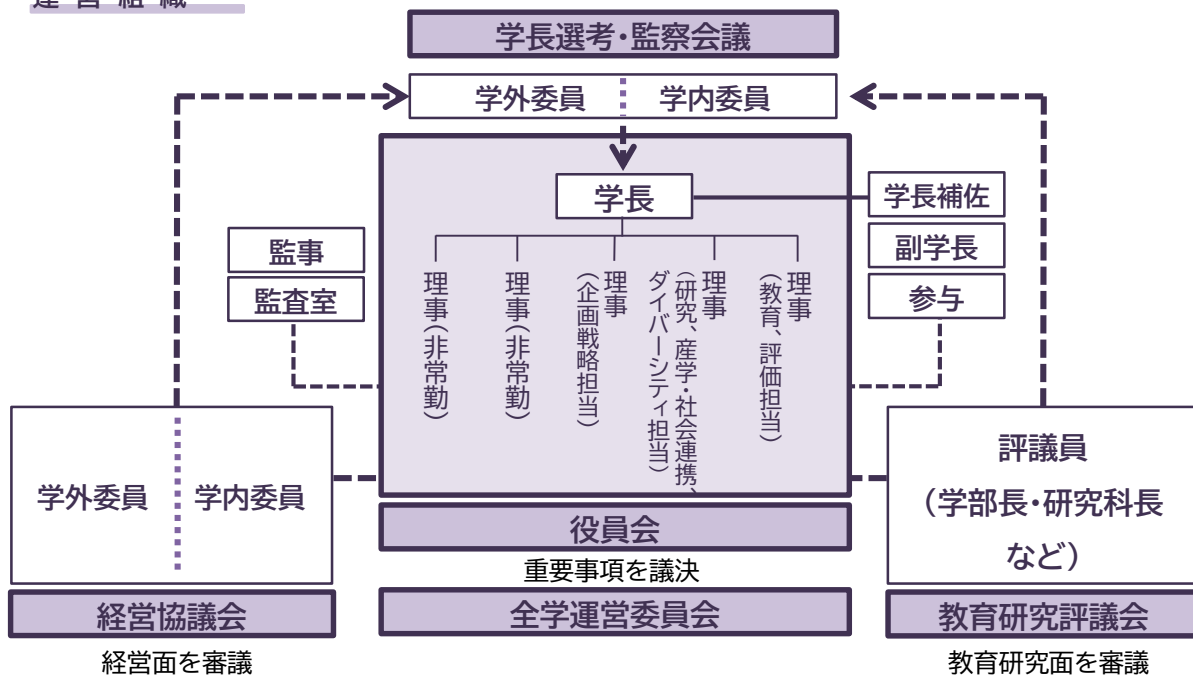 運営組織
学長選考・監察会議
学外委員
学内委員
学長
学長補佐
副学長
参与
監事
監査室
理事(非常勤)
理事(非常勤)
理事
(企画戦略担当)
理事
(研究、産学・社会連携、
ダイバーシティ担当)
理事
(教育、評価担当)
学外委員
学内委員
評議員
(学部長・研究科長
など)
役員会
重要事項を議決
経営協議会
全学運営委員会
教育研究評議会
経営面を審議
教育研究面を審議